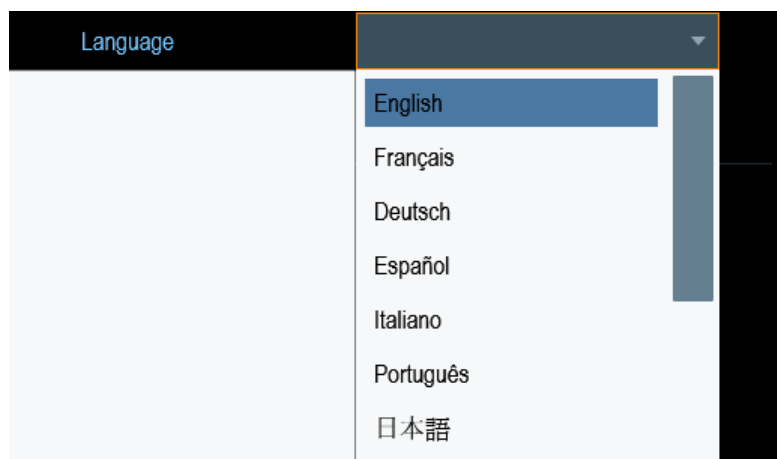 Language
English
Français
Deutsch
Español
Italiano
Português
日本語